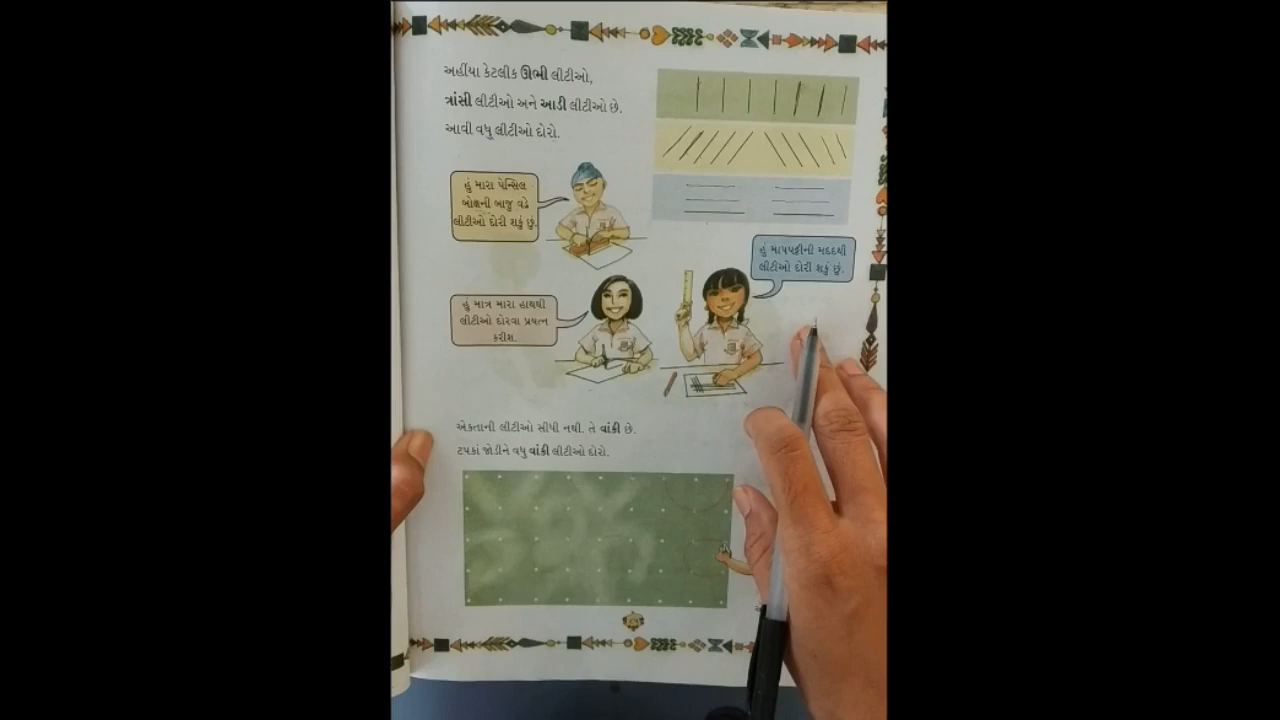 અહીંયા કેટલીક ઊભી લીટીઓ,
ત્રાંસી લીટીઓ અને આડી લીટીઓ છે.
આવી વધુ લીટીઓ દોરો.
હું મારા પેન્સિલ
બોક્ષની બાજુ વડે
લીટીઓ દોરી શકું છું.
હું માપપટ્ટીની મદદથી
લીટીઓ દોરી શકું છું.
હું માત્ર મારા હાથથી
લીટીઓ દોરવા પ્રયત્ન
કરીશ.
એકતાની લીટીઓ સીધી નથી. તે વાંકી છે.
ટપકાં જોડીને વધુ વાંકી લીટીઓ દોરો.